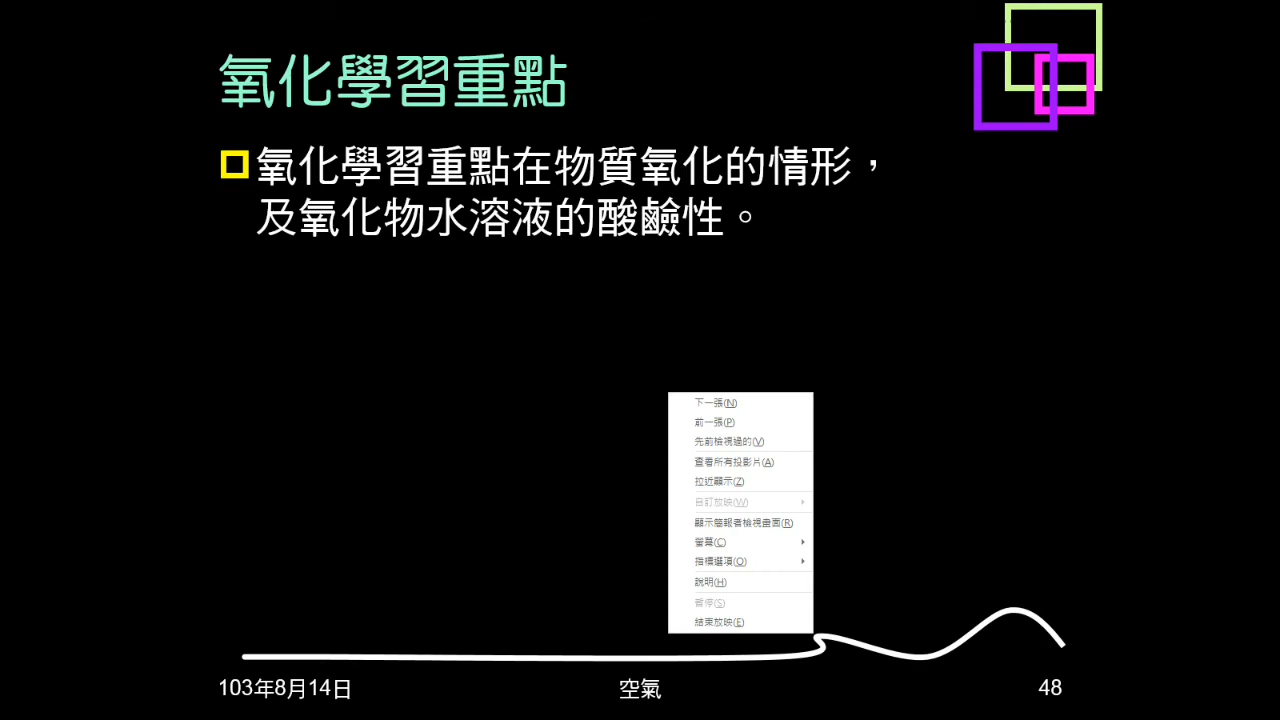 氧化學習重點
氧化學習重點在物質氧化的情形，
及氧化物水溶液的酸鹼性。
下一張(N)
前一張(P)
先前檢視過的(V)
查看所有投影片(A)
拉近顯示(Z)
自訂放映(W)
顯示簡報者檢視畫面(R)
螢幕(C)
指標選項(O)
說明(H)
暫停(S)
結束放映(E)
103年8月14日
空氣
48